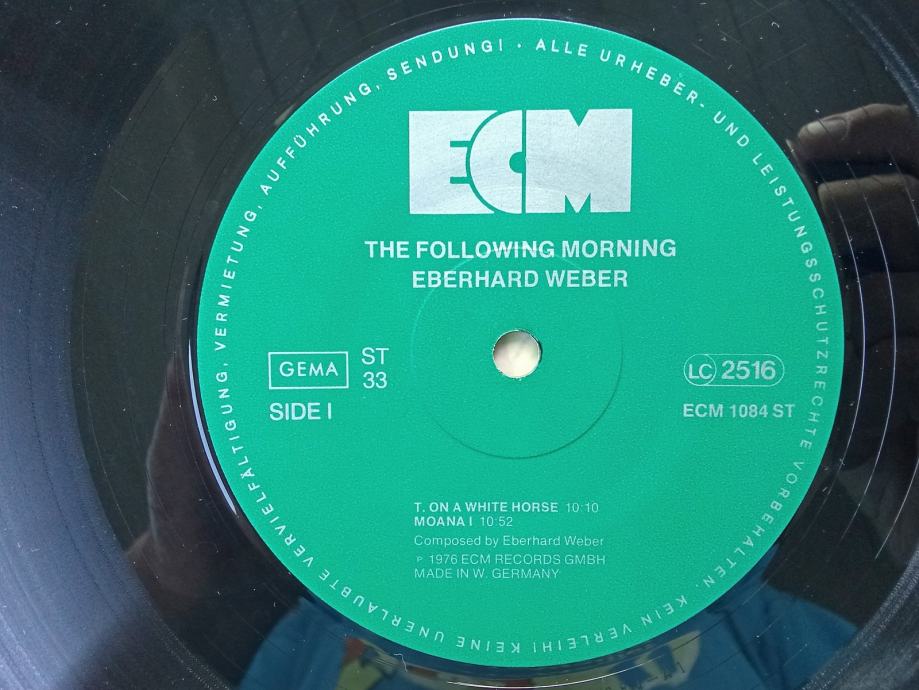 ALLE URHEBER- UND LEISTUNGSSCHUTZRECHTE VORBEHALTEN. KEIN VERLEIH! KEINE UNERLAUBTE VERVIELFÄLTIGUNG, VERMIETUNG, AUFFÜHRUNG, SENDUNG! ·
ECM
THE FOLLOWING MORNING
EBERHARD WEBER
GEMA
ST
33
SIDE I
LC 2516
ECM 1084 ST
T. ON A WHITE HORSE 10:10
MOANA I 10:52
Composed by Eberhard Weber
℗ 1976 ECM RECORDS GMBH
MADE IN W. GERMANY